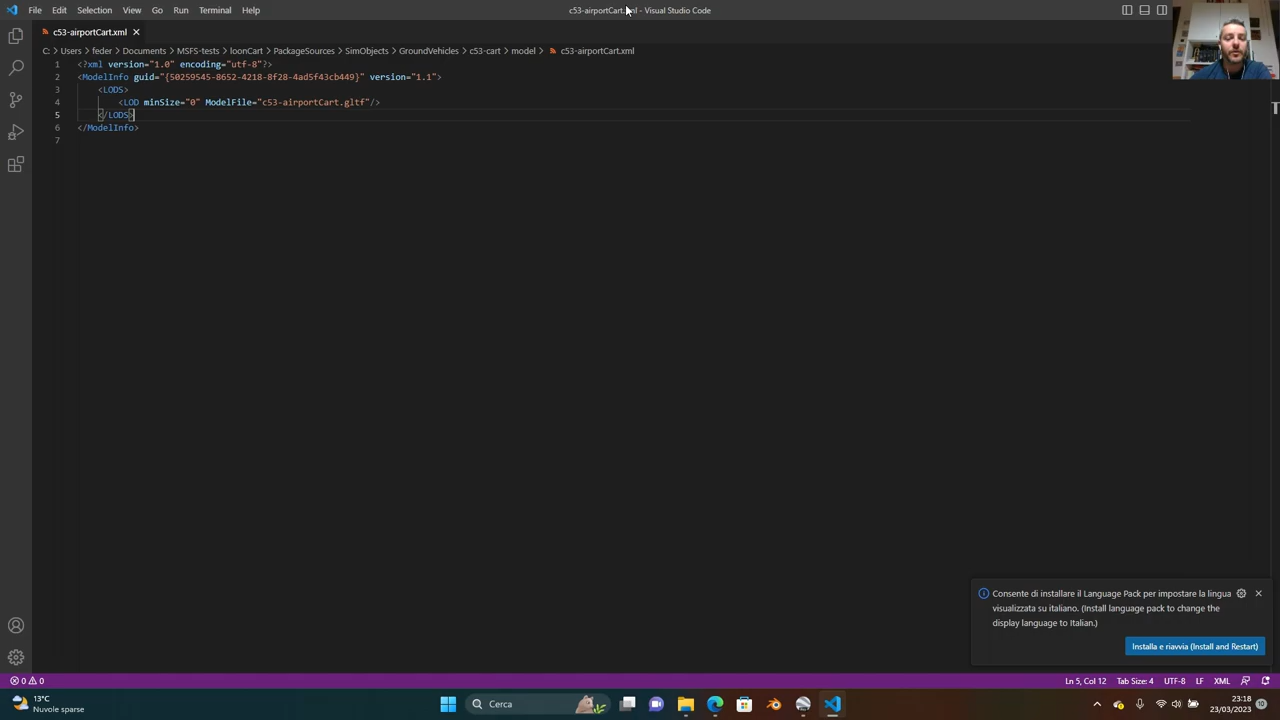 File Edit Selection View Go Run Terminal Help
c53-airportCart.xml - Visual Studio Code
c53-airportCart.xml
C: > Users > feder > Documents > MSFS-tests > loonCart > PackageSources > SimObjects > GroundVehicles > c53-cart > model > c53-airportCart.xml
1 <?xml version="1.0" encoding="utf-8"?>
2 <ModelInfo guid="{50259545-8652-4218-8f28-4ad5f43cb449}" version="1.1">
3 <LODS>
4 <LOD minSize="0" ModelFile="c53-airportCart.gltf"/>
5 </LODS>
6 </ModelInfo>
7
Consente di installare il Language Pack per impostare la lingua
visualizzata su italiano. (Install language pack to change the
display language to Italian.)
Installa e riavvia (Install and Restart)
0 0
Ln 5, Col 12 Tab Size: 4 UTF-8 LF XML
13°C
Nuvole sparse
Cerca
23:18
23/03/2023